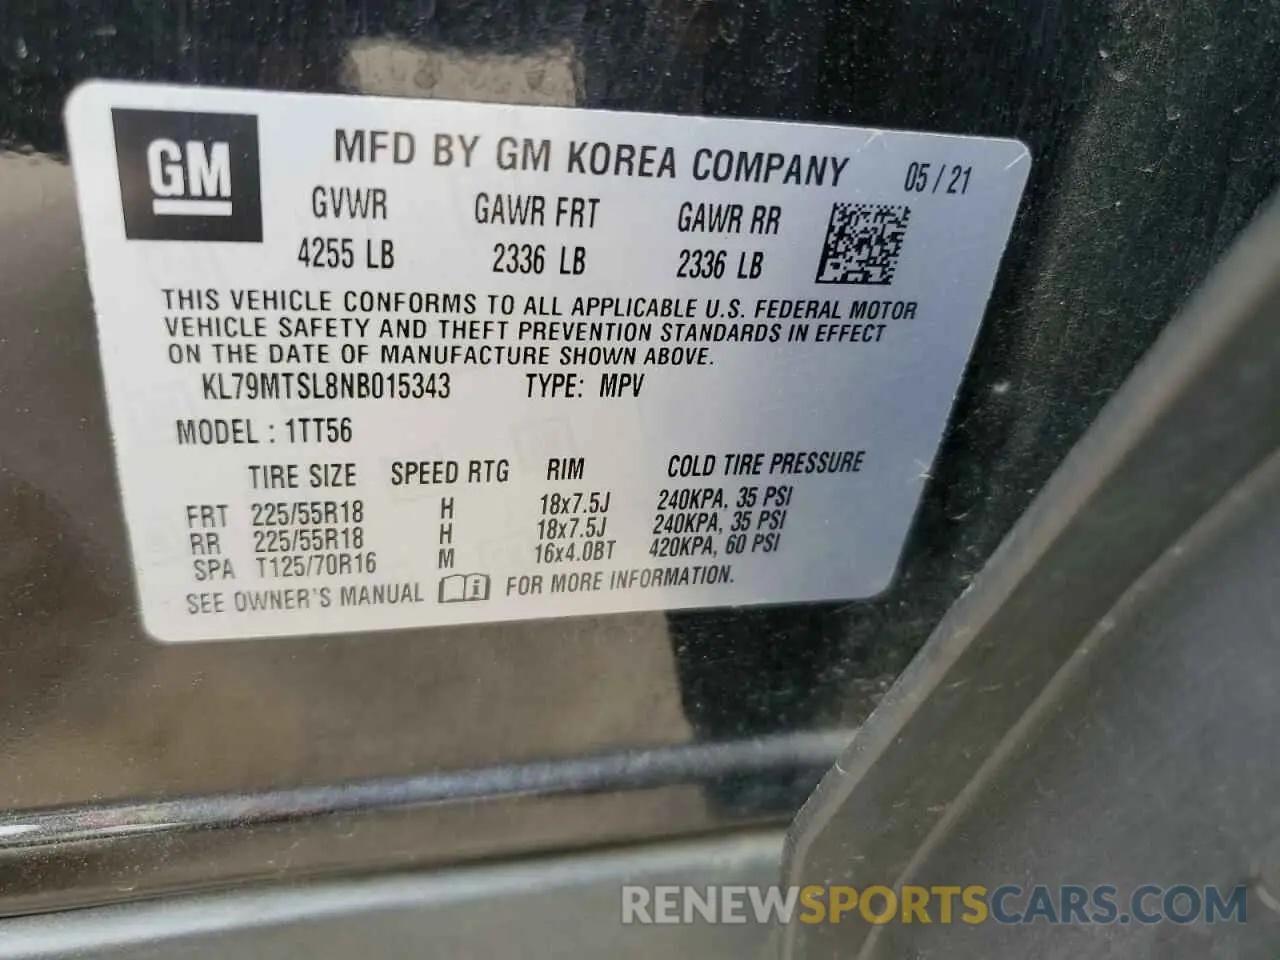 GM
MFD BY GM KOREA COMPANY 05/21
GVWR GAWR FRT GAWR RR
4255 LB 2336 LB 2336 LB
THIS VEHICLE CONFORMS TO ALL APPLICABLE U.S. FEDERAL MOTOR
VEHICLE SAFETY AND THEFT PREVENTION STANDARDS IN EFFECT
ON THE DATE OF MANUFACTURE SHOWN ABOVE.
KL79MTSL8NB015343 TYPE: MPV
MODEL : 1TT56
TIRE SIZE SPEED RTG RIM COLD TIRE PRESSURE
FRT 225/55R18 H 18x7.5J 240KPA, 35 PSI
RR 225/55R18 H 18x7.5J 240KPA, 35 PSI
SPA T125/70R16 M 16x4.0BT 420KPA, 60 PSI
SEE OWNER'S MANUAL i FOR MORE INFORMATION.
RENEWSPORTSCARS.COM